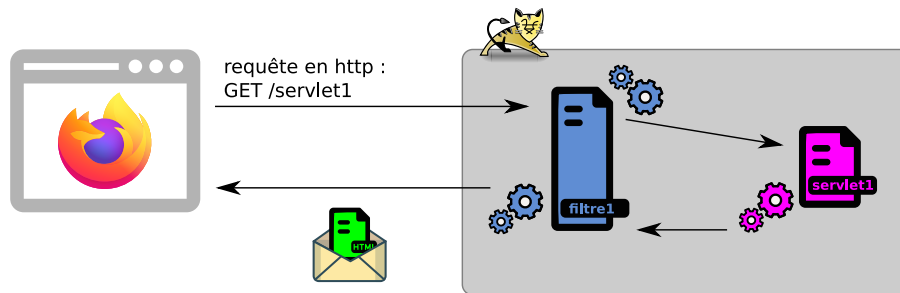 requête en http :
GET /servlet1
filtre1
servlet1
HTML